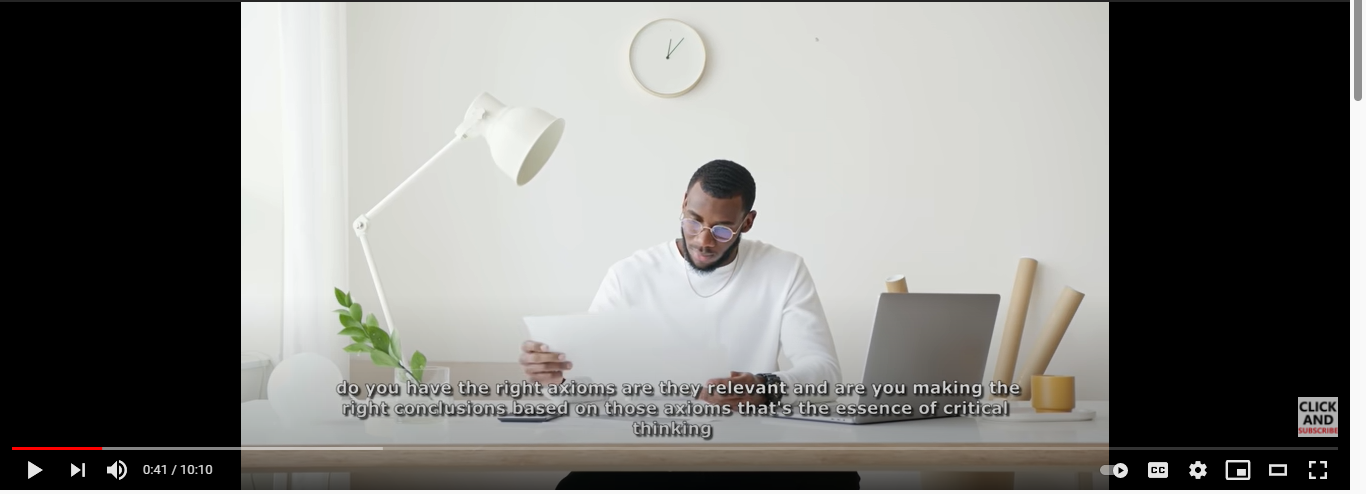 do you have the right axioms are they relevant and are you making the
right conclusions based on those axioms that's the essence of critical
thinking
CLICK
AND
SUBSCRIBE
0:41 / 10:10
CC